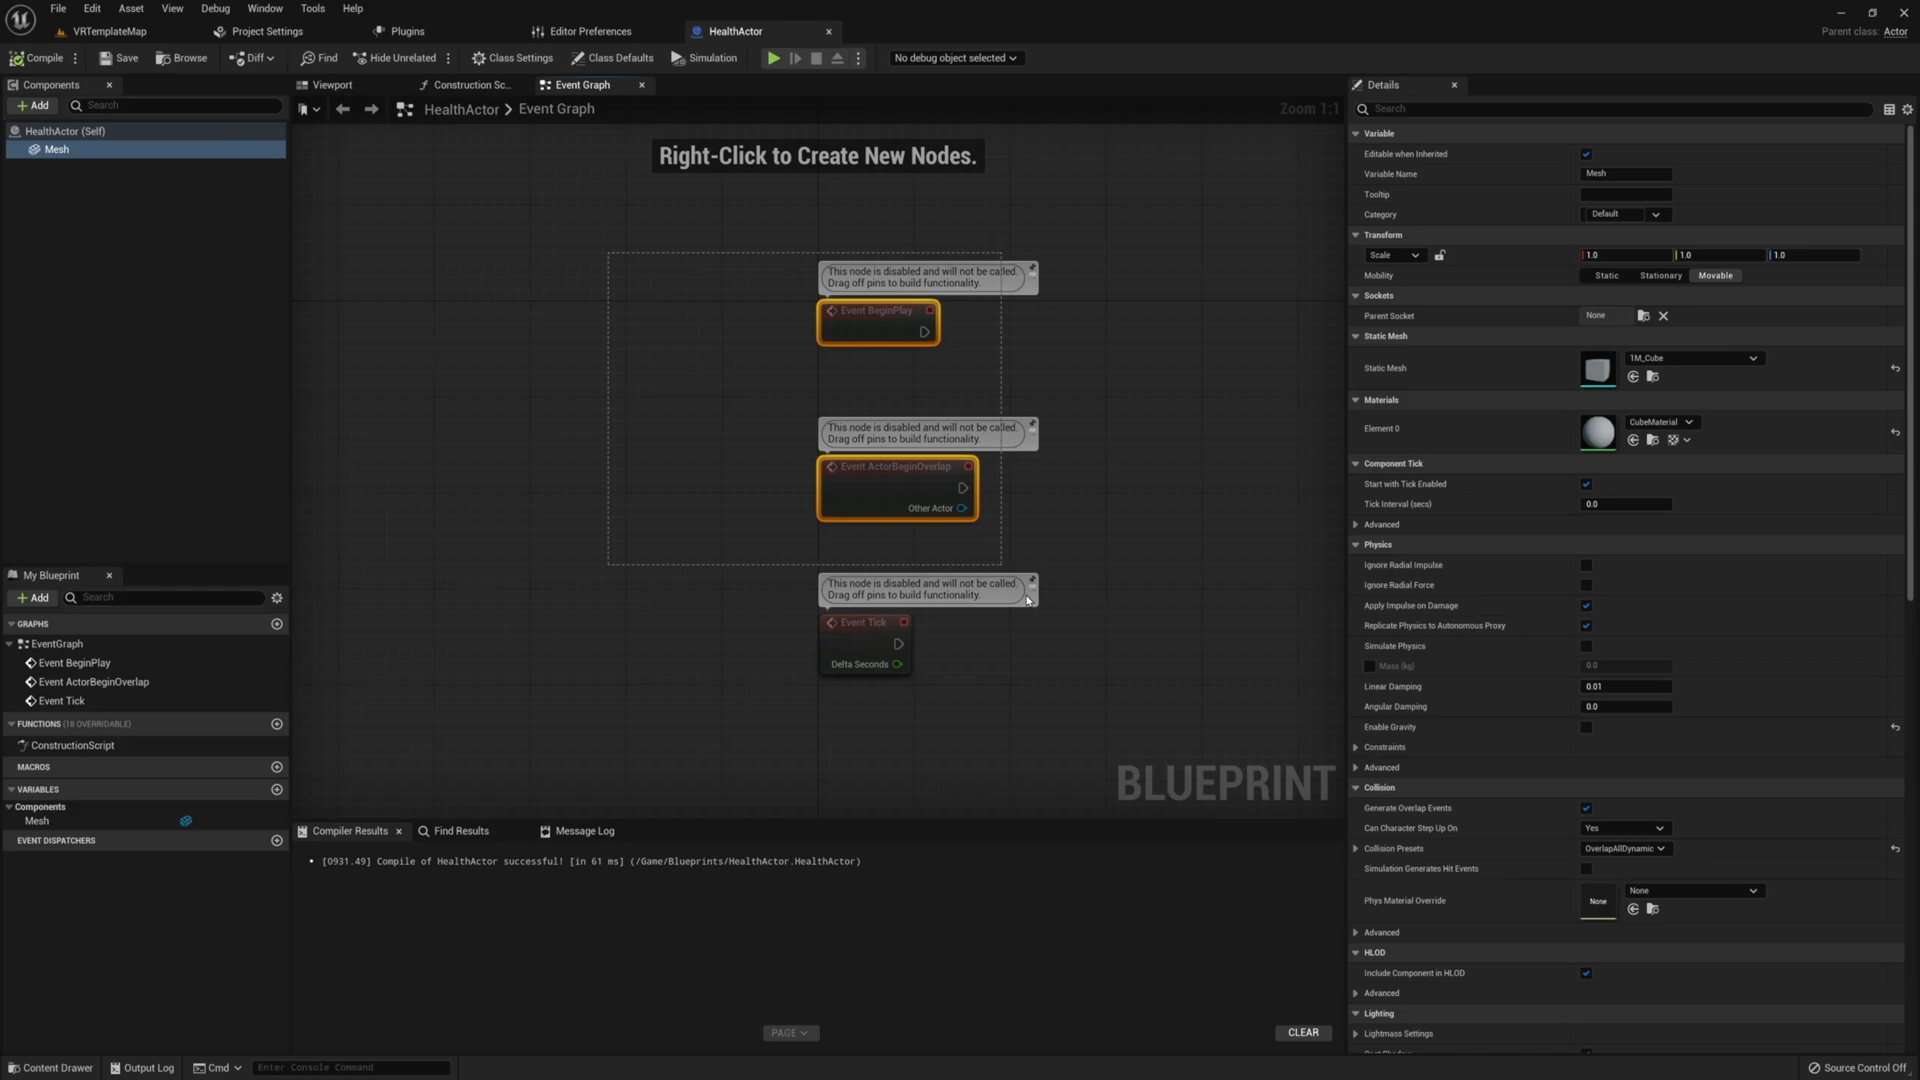 File Edit Asset View Debug Window Tools Help
VRTemplateMap Project Settings Plugins Editor Preferences HealthActor
Parent class: Actor
Compile Save Browse Diff Find Hide Unrelated Class Settings Class Defaults Simulation No debug object selected
Components
Add Search
HealthActor (Self)
Mesh
Viewport Construction Sc... Event Graph
HealthActor > Event Graph Zoom 1:1
Right-Click to Create New Nodes.
This node is disabled and will not be called.
Drag off pins to build functionality.
Event BeginPlay
This node is disabled and will not be called.
Drag off pins to build functionality.
Event ActorBeginOverlap
Other Actor
This node is disabled and will not be called.
Drag off pins to build functionality.
Event Tick
Delta Seconds
BLUEPRINT
My Blueprint
Add Search
GRAPHS
EventGraph
Event BeginPlay
Event ActorBeginOverlap
Event Tick
FUNCTIONS (18 OVERRIDABLE)
ConstructionScript
MACROS
VARIABLES
Components
Mesh
EVENT DISPATCHERS
Compiler Results Find Results Message Log
• [0931.49] Compile of HealthActor successful! [in 61 ms] (/Game/Blueprints/HealthActor.HealthActor)
PAGE CLEAR
Details
Search
Variable
Editable when Inherited
Variable Name Mesh
Tooltip
Category Default
Transform
Scale 1.0 1.0 1.0
Mobility Static Stationary Movable
Sockets
Parent Socket None
Static Mesh
Static Mesh 1M_Cube
Materials
Element 0 CubeMaterial
Component Tick
Start with Tick Enabled
Tick Interval (secs) 0.0
Advanced
Physics
Ignore Radial Impulse
Ignore Radial Force
Apply Impulse on Damage
Replicate Physics to Autonomous Proxy
Simulate Physics
Mass (kg) 0.0
Linear Damping 0.01
Angular Damping 0.0
Enable Gravity
Constraints
Advanced
Collision
Generate Overlap Events
Can Character Step Up On Yes
Collision Presets OverlapAllDynamic
Simulation Generates Hit Events
Phys Material Override None None
Advanced
HLOD
Include Component in HLOD
Advanced
Lighting
Lightmass Settings
Content Drawer Output Log Cmd Enter Console Command Source Control Off